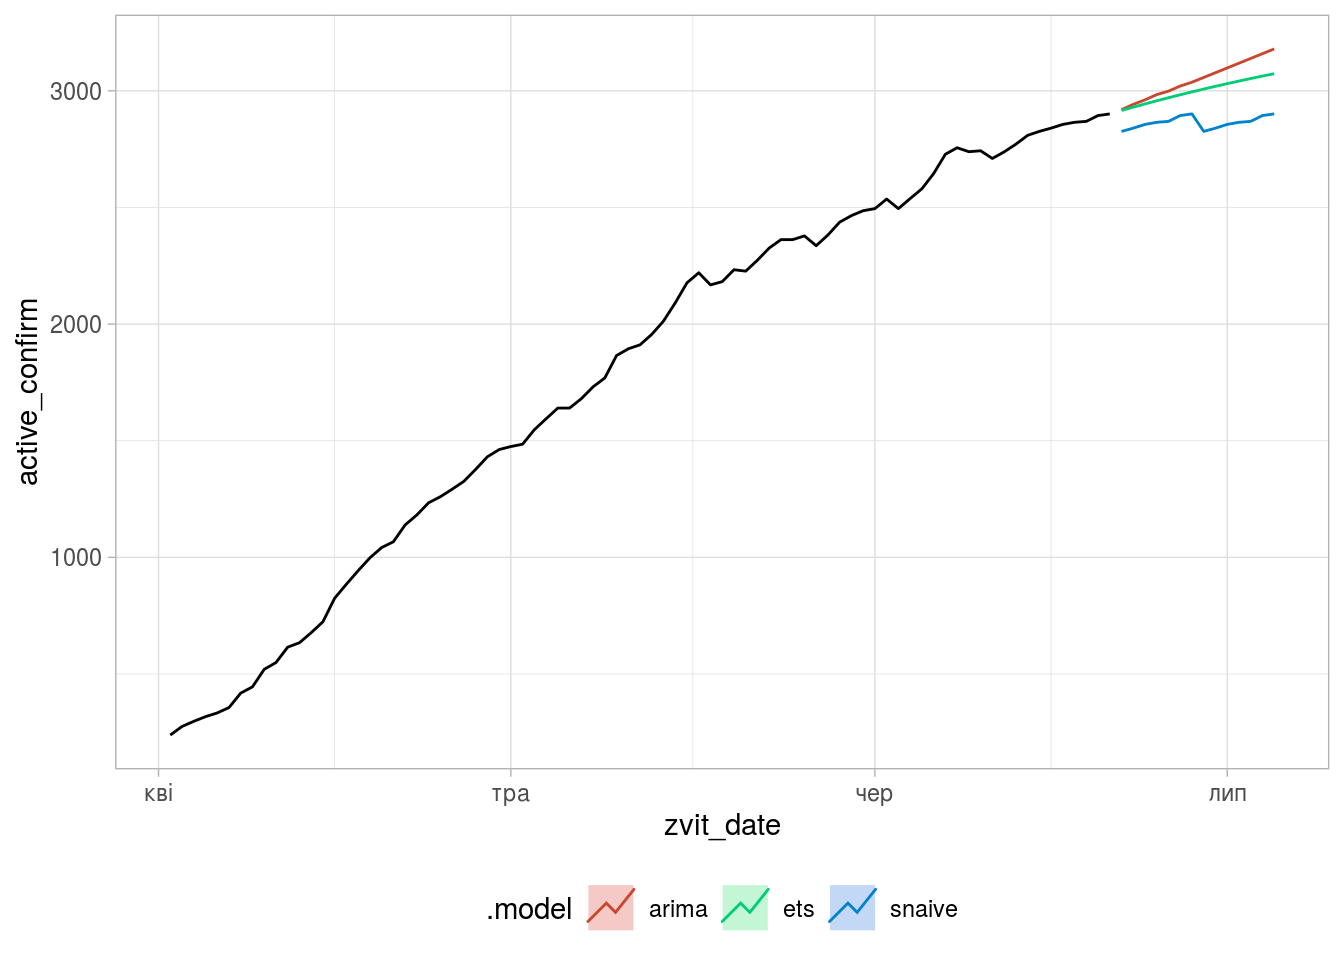 3000
2000
1000
active_confirm
кві тра чер лип
zvit_date
.model arima ets snaive